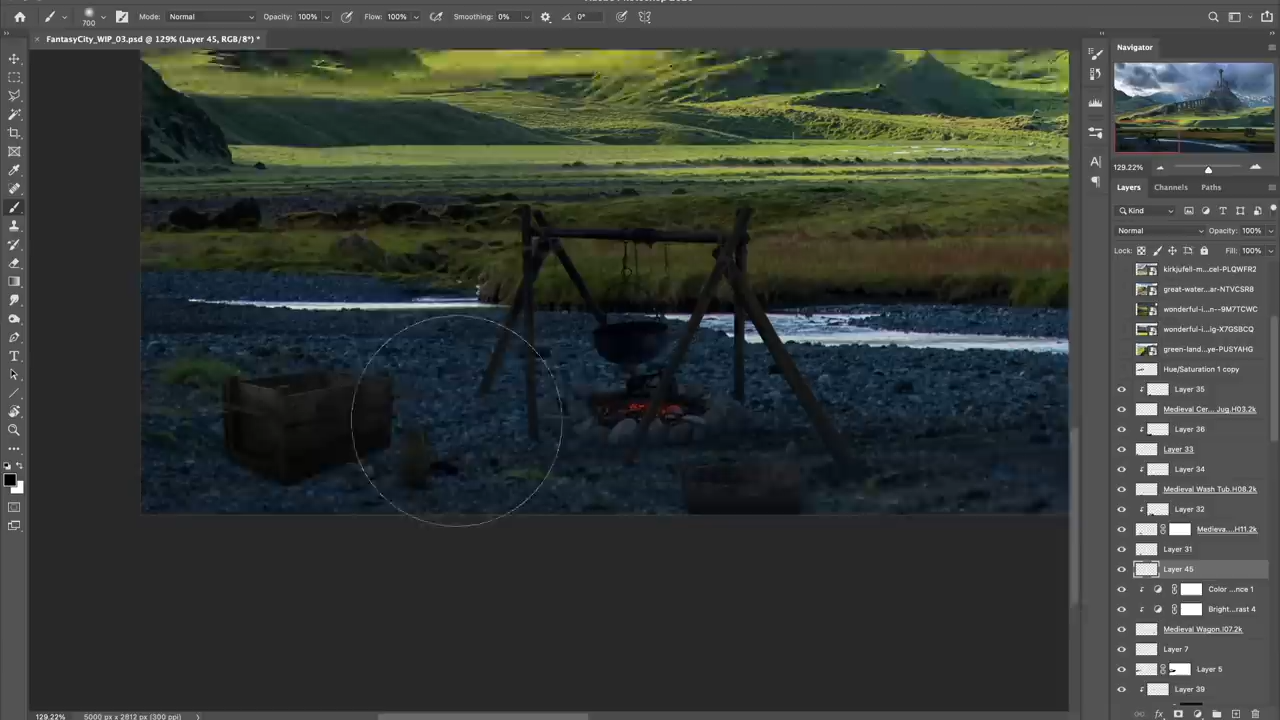 700
Mode:
Normal
Opacity: 100%
Flow: 100%
Smoothing: 0%
0°
FantasyCity_WIP_03.psd @ 129% (Layer 45, RGB/8*) *
Navigator
129.22%
Layers
Channels
Paths
Kind
Normal
Opacity: 100%
Lock:
Fill: 100%
kirkjufell-m...cel-PLQWFR2
great-water...ar-NTVCSR8
wonderful-i...n--9M7TCWC
wonderful-i...lg-X7GSBCQ
green-land...ye-PUSYAHG
Hue/Saturation 1 copy
Layer 35
Medieval Cer... Jug.H03.2k
Layer 36
Layer 33
Layer 34
Medieval Wash Tub.H08.2k
Layer 32
Medieva....H11.2k
Layer 31
Layer 45
Color ...nce 1
Bright...rast 4
Medieval Wagon.I07.2k
Layer 7
Layer 5
Layer 39
129.22%
5000 px x 2812 px (300 ppi)